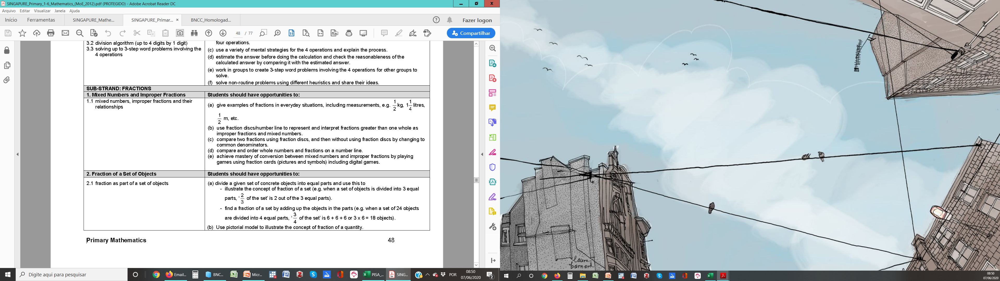 SINGAPURE_Primary_1-6_Mathematics_(MoE_2012).pdf (PROTEGIDO) - Adobe Acrobat Reader DC
Arquivo Editar Visualizar Janela Ajuda
Início Ferramentas SINGAPURE_Mathe... SINGAPURE_Primar... × BNCC_Homologad... Fazer logon
48 / 77 Compartilhar
3.2 division algorithm (up to 4 digits by 1 digit)
3.3 solving up to 3-step word problems involving the
4 operations
four operations.
(c) use a variety of mental strategies for the 4 operations and explain the process.
(d) estimate the answer before doing the calculation and check the reasonableness of the
calculated answer by comparing it with the estimated answer.
(e) work in groups to create 3-step word problems involving the 4 operations for other groups to
solve.
(f) solve non-routine problems using different heuristics and share their ideas.
SUB-STRAND: FRACTIONS
1. Mixed Numbers and Improper Fractions Students should have opportunities to:
1.1 mixed numbers, improper fractions and their
relationships
(a) give examples of fractions in everyday situations, including measurements, e.g. 1/2 kg, 1 1/4 litres,
1/2 m, etc.
(b) use fraction discs/number line to represent and interpret fractions greater than one whole as
improper fractions and mixed numbers.
(c) compare two fractions using fraction discs, and then without using fraction discs by changing to
common denominators.
(d) compare and order whole numbers and fractions on a number line.
(e) achieve mastery of conversion between mixed numbers and improper fractions by playing
games using fraction cards (pictures and symbols) including digital games.
2. Fraction of a Set of Objects Students should have opportunities to:
2.1 fraction as part of a set of objects
(a) divide a given set of concrete objects into equal parts and use this to
- illustrate the concept of fraction of a set (e.g. when a set of objects is divided into 3 equal
parts, ‘2/3 of the set’ is 2 out of the 3 equal parts).
- find a fraction of a set by adding up the objects in the parts (e.g. when a set of 24 objects
are divided into 4 equal parts, ‘3/4 of the set’ is 6 + 6 + 6 or 3 x 6 = 18 objects).
(b) Use pictorial model to illustrate the concept of fraction of a quantity.
Primary Mathematics 48
laura
barnard
Digite aqui para pesquisar Email... BNC... Micr... PISA_... SING... POR 08:50
07/06/2020 2
08:50
07/06/2020